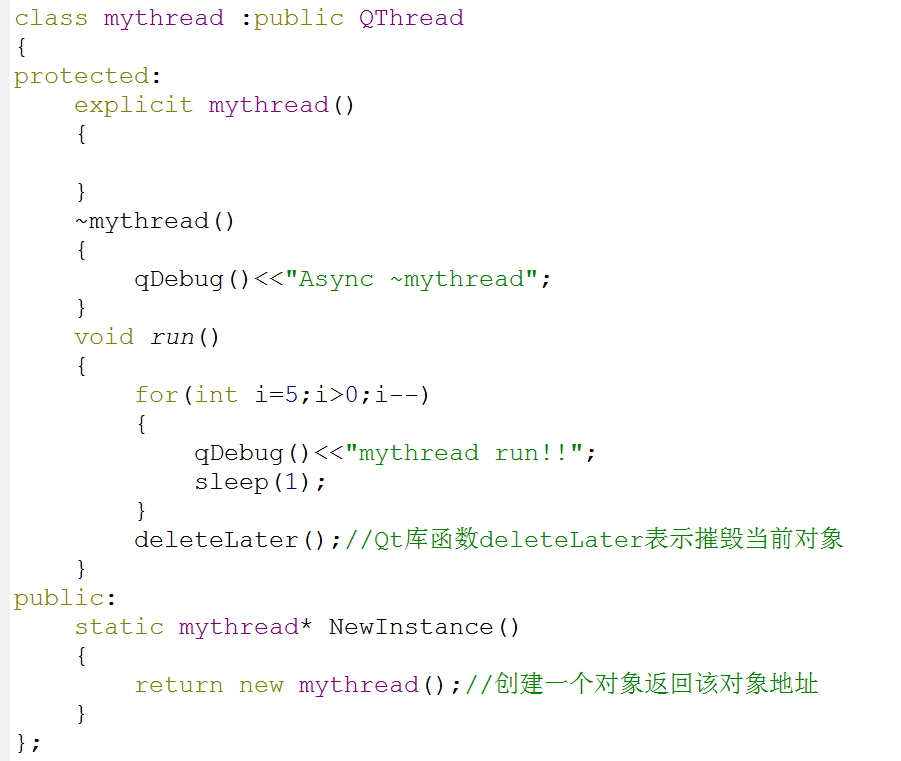 class mythread :public QThread
{
protected:
    explicit mythread()
    {

    }
    ~mythread()
    {
        qDebug()<<"Async ~mythread";
    }
    void run()
    {
        for(int i=5;i>0;i--)
        {
            qDebug()<<"mythread run!!";
            sleep(1);
        }
        deleteLater();//Qt库函数deleteLater表示摧毁当前对象
    }
public:
    static mythread* NewInstance()
    {
        return new mythread();//创建一个对象返回该对象地址
    }
};